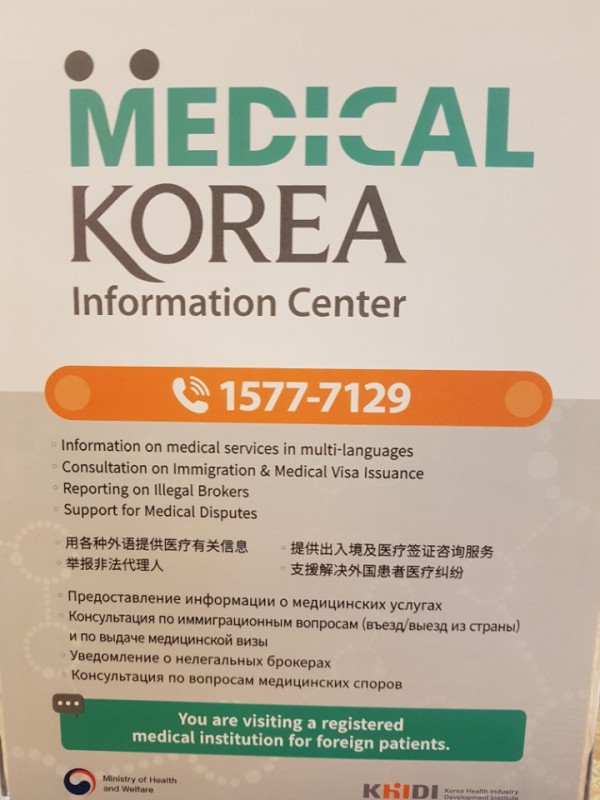 MEDICAL
KOREA
Information Center
1577-7129
Information on medical services in multi-languages
Consultation on Immigration & Medical Visa Issuance
Reporting on Illegal Brokers
Support for Medical Disputes
用各种外语提供医疗有关信息
提供出入境及医疗签证咨询服务
举报非法代理人
支援解决外国患者医疗纠纷
Предоставление информации о медицинских услугах
Консультация по иммиграционным вопросам (въезд/выезд из страны)
и по выдаче медицинской визы
Уведомление о нелегальных брокерах
Консультация по вопросам медицинских споров
You are visiting a registered
medical institution for foreign patients.
Ministry of Health
and Welfare
KHIDI
Korea Health Industry
Development Institute